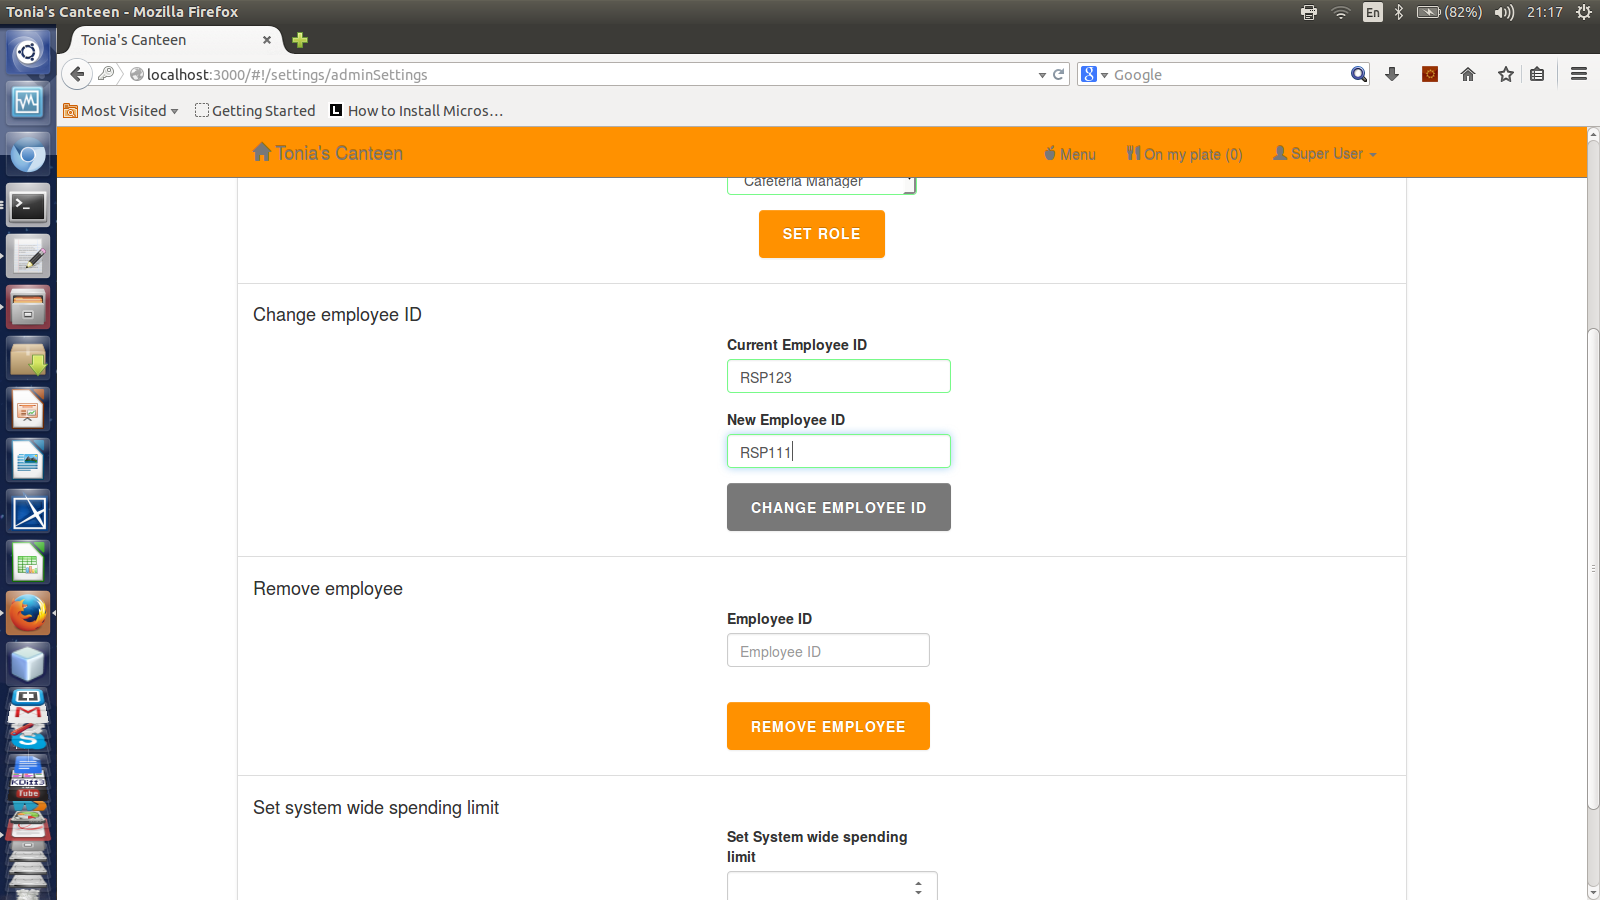 Tonia's Canteen - Mozilla Firefox
En
(82%)
21:17
Tonia's Canteen
localhost:3000/#!/settings/adminSettings
8
Google
Most Visited
Getting Started
L
How to Install Micros...
Tonia's Canteen
Menu
On my plate (0)
Super User
Cafeteria Manager
SET ROLE
Change employee ID
Current Employee ID
RSP123
New Employee ID
RSP111
CHANGE EMPLOYEE ID
Remove employee
Employee ID
Employee ID
REMOVE EMPLOYEE
Set system wide spending limit
Set System wide spending
limit
KDiff3
Tube